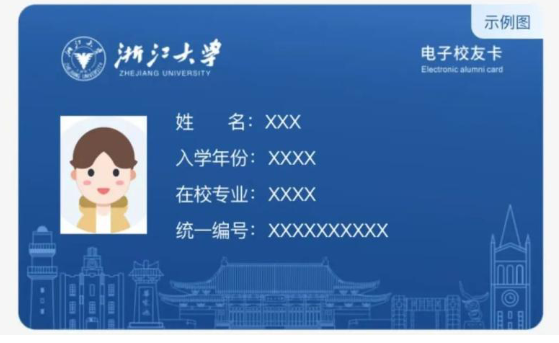 示例图
浙江大学
ZHEJIANG UNIVERSITY
电子校友卡
Electronic alumni card
姓 名：XXX
入学年份：XXXX
在校专业：XXXX
统一编号：XXXXXXXXXX